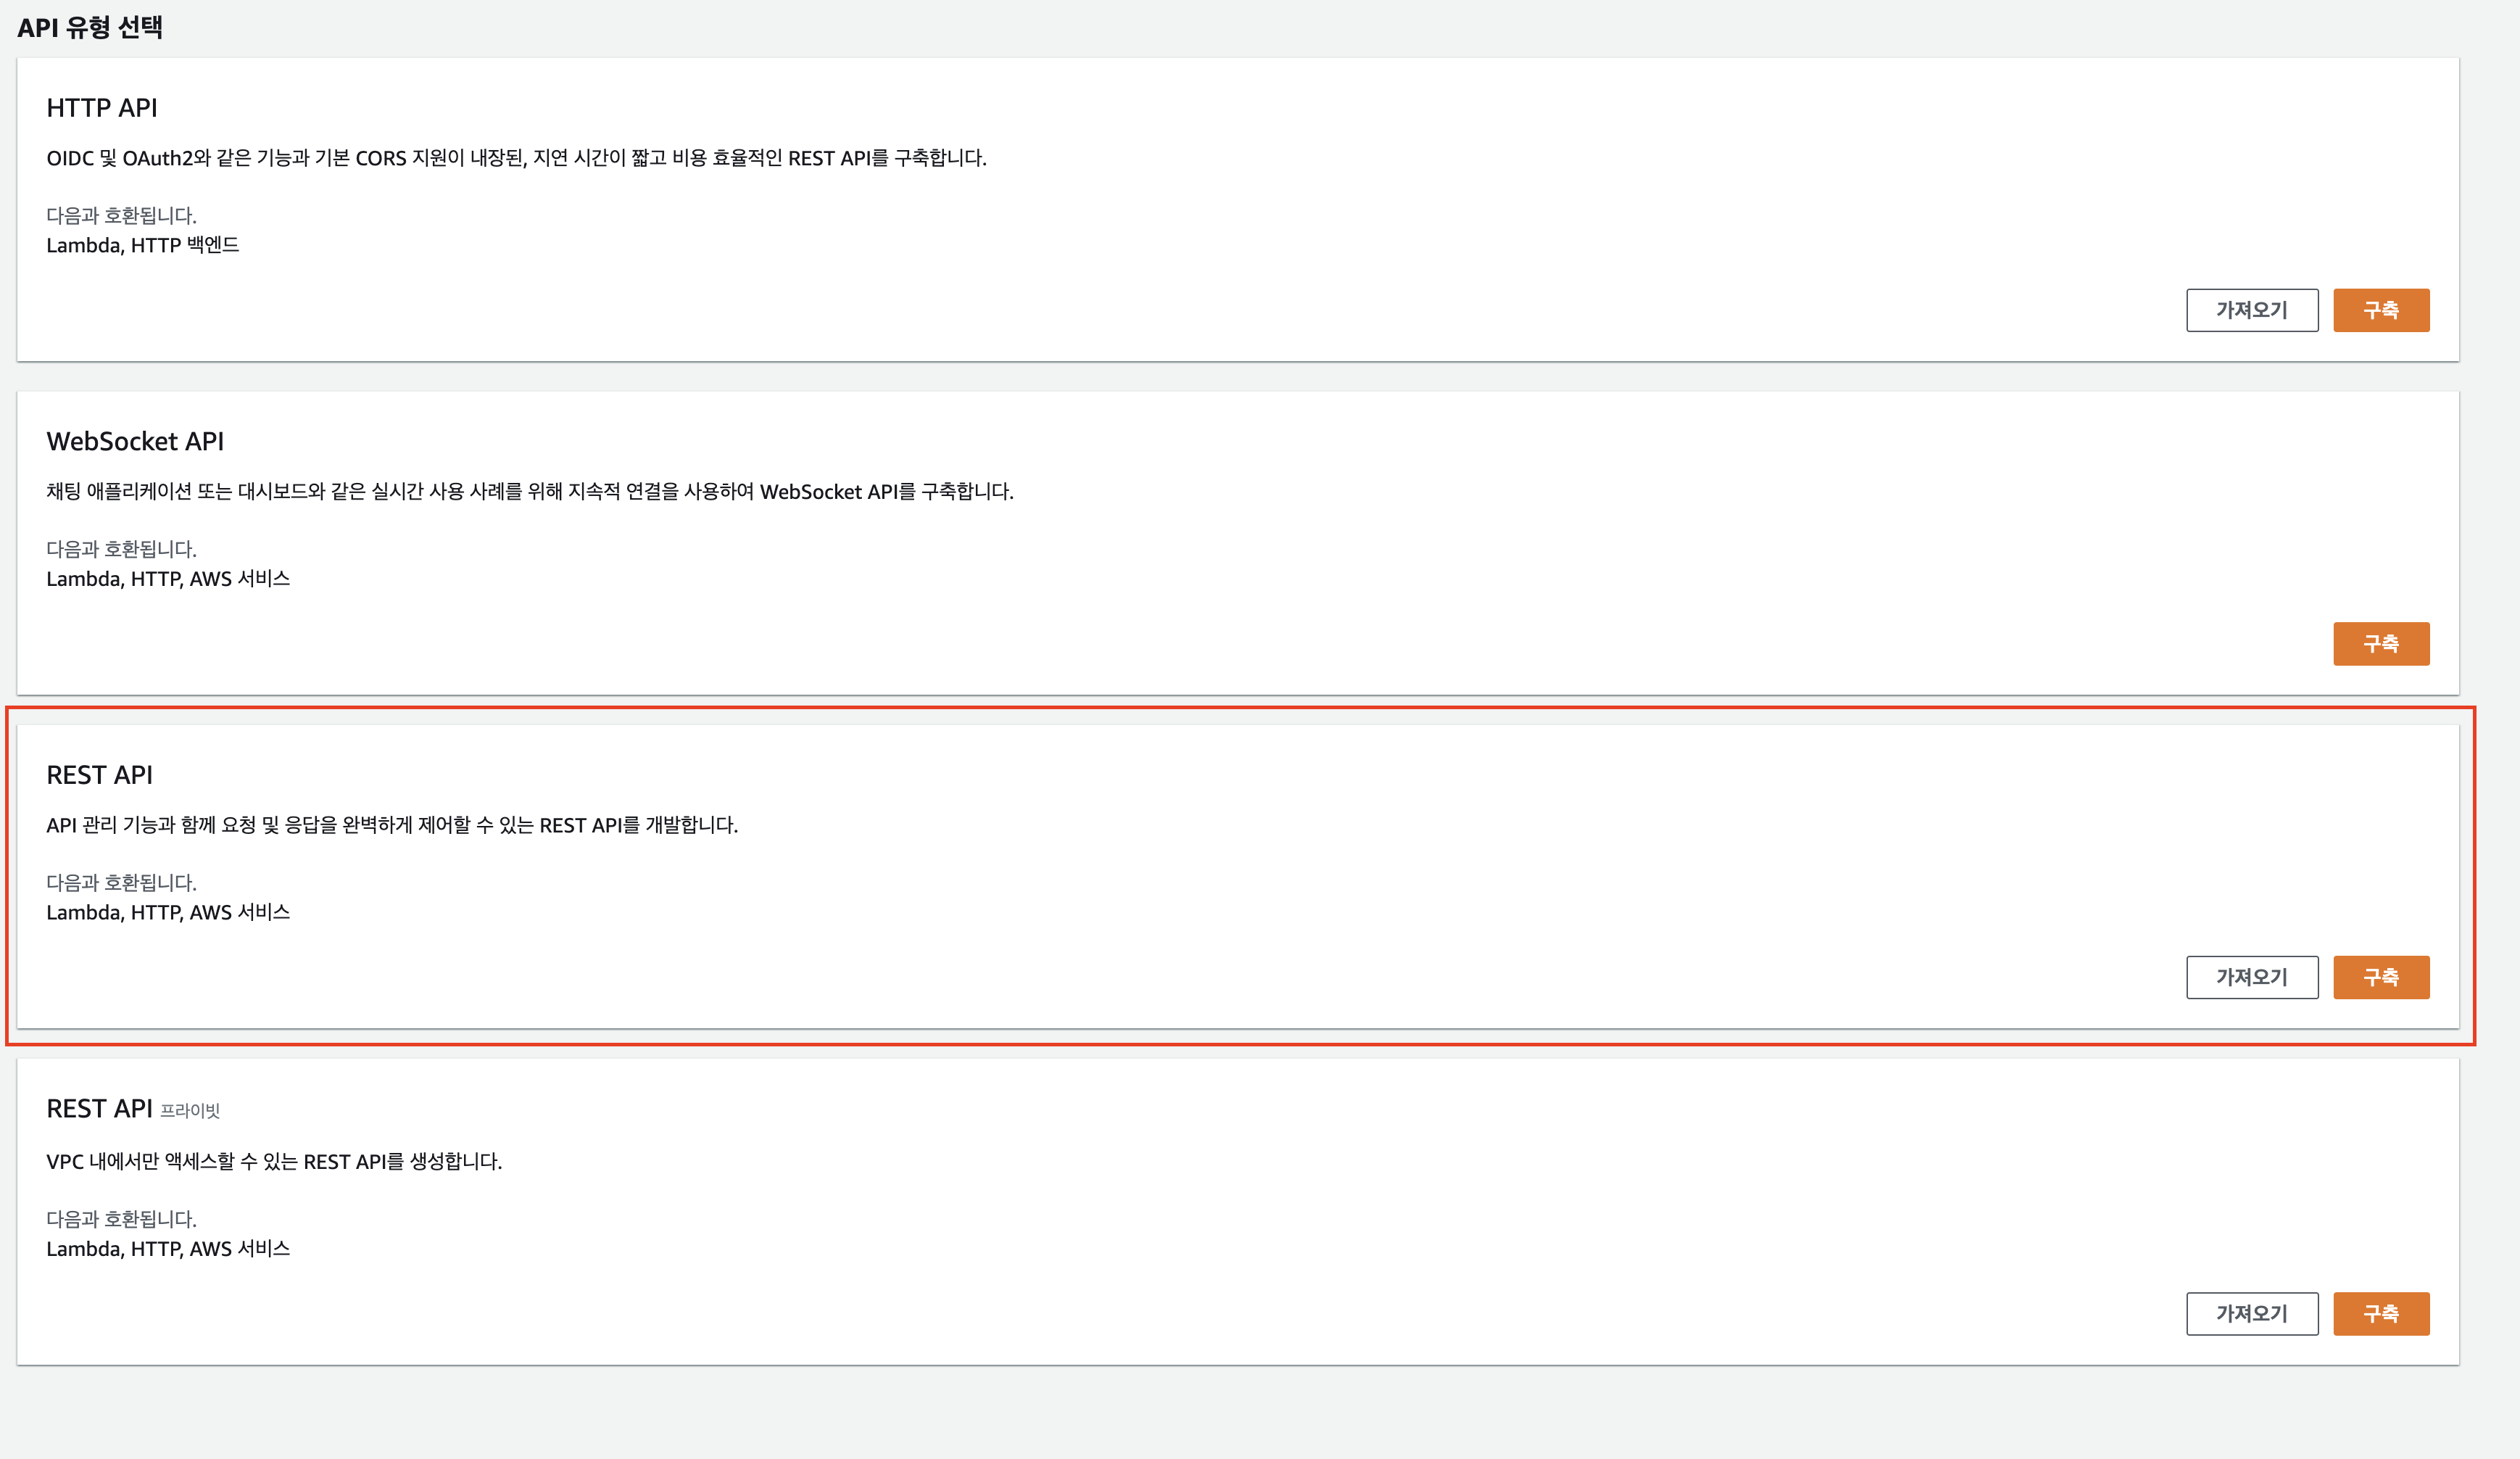 API 유형 선택
HTTP API
OIDC 및 OAuth2와 같은 기능과 기본 CORS 지원이 내장된, 지연 시간이 짧고 비용 효율적인 REST API를 구축합니다.
다음과 호환됩니다.
Lambda, HTTP 백엔드
가져오기 구축
WebSocket API
채팅 애플리케이션 또는 대시보드와 같은 실시간 사용 사례를 위해 지속적 연결을 사용하여 WebSocket API를 구축합니다.
다음과 호환됩니다.
Lambda, HTTP, AWS 서비스
구축
REST API
API 관리 기능과 함께 요청 및 응답을 완벽하게 제어할 수 있는 REST API를 개발합니다.
다음과 호환됩니다.
Lambda, HTTP, AWS 서비스
가져오기 구축
REST API 프라이빗
VPC 내에서만 액세스할 수 있는 REST API를 생성합니다.
다음과 호환됩니다.
Lambda, HTTP, AWS 서비스
가져오기 구축